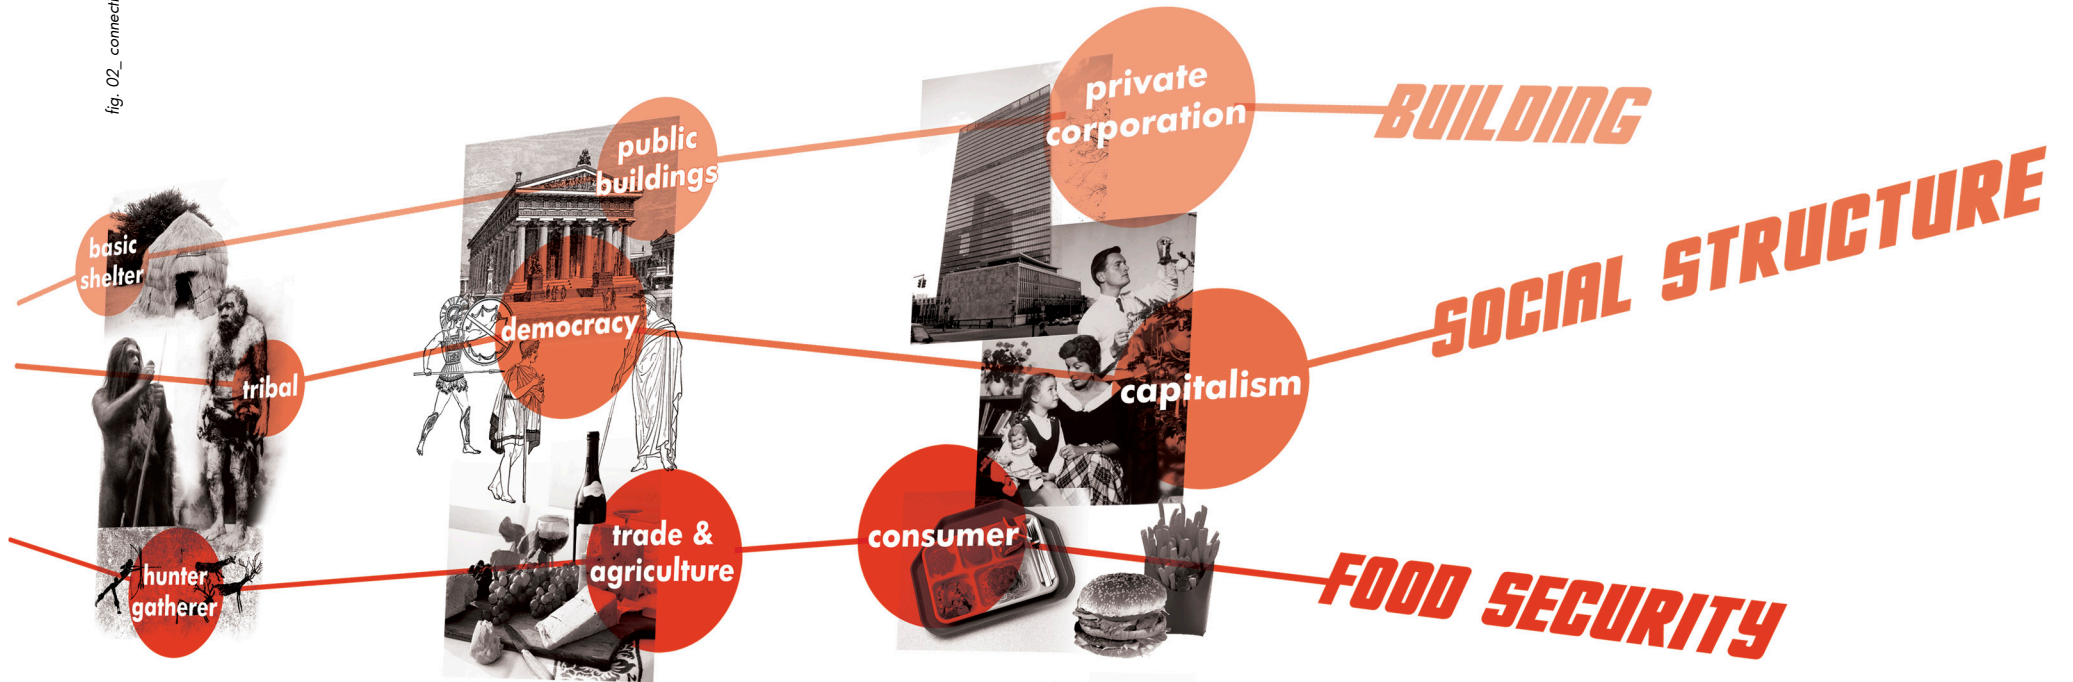 fig. 02_ connecti
basic
shelter
tribal
hunter
gatherer
public
buildings
democracy
trade &
agriculture
private
corporation
capitalism
consumer
BUILDING
SOCIAL STRUCTURE
FOOD SECURITY